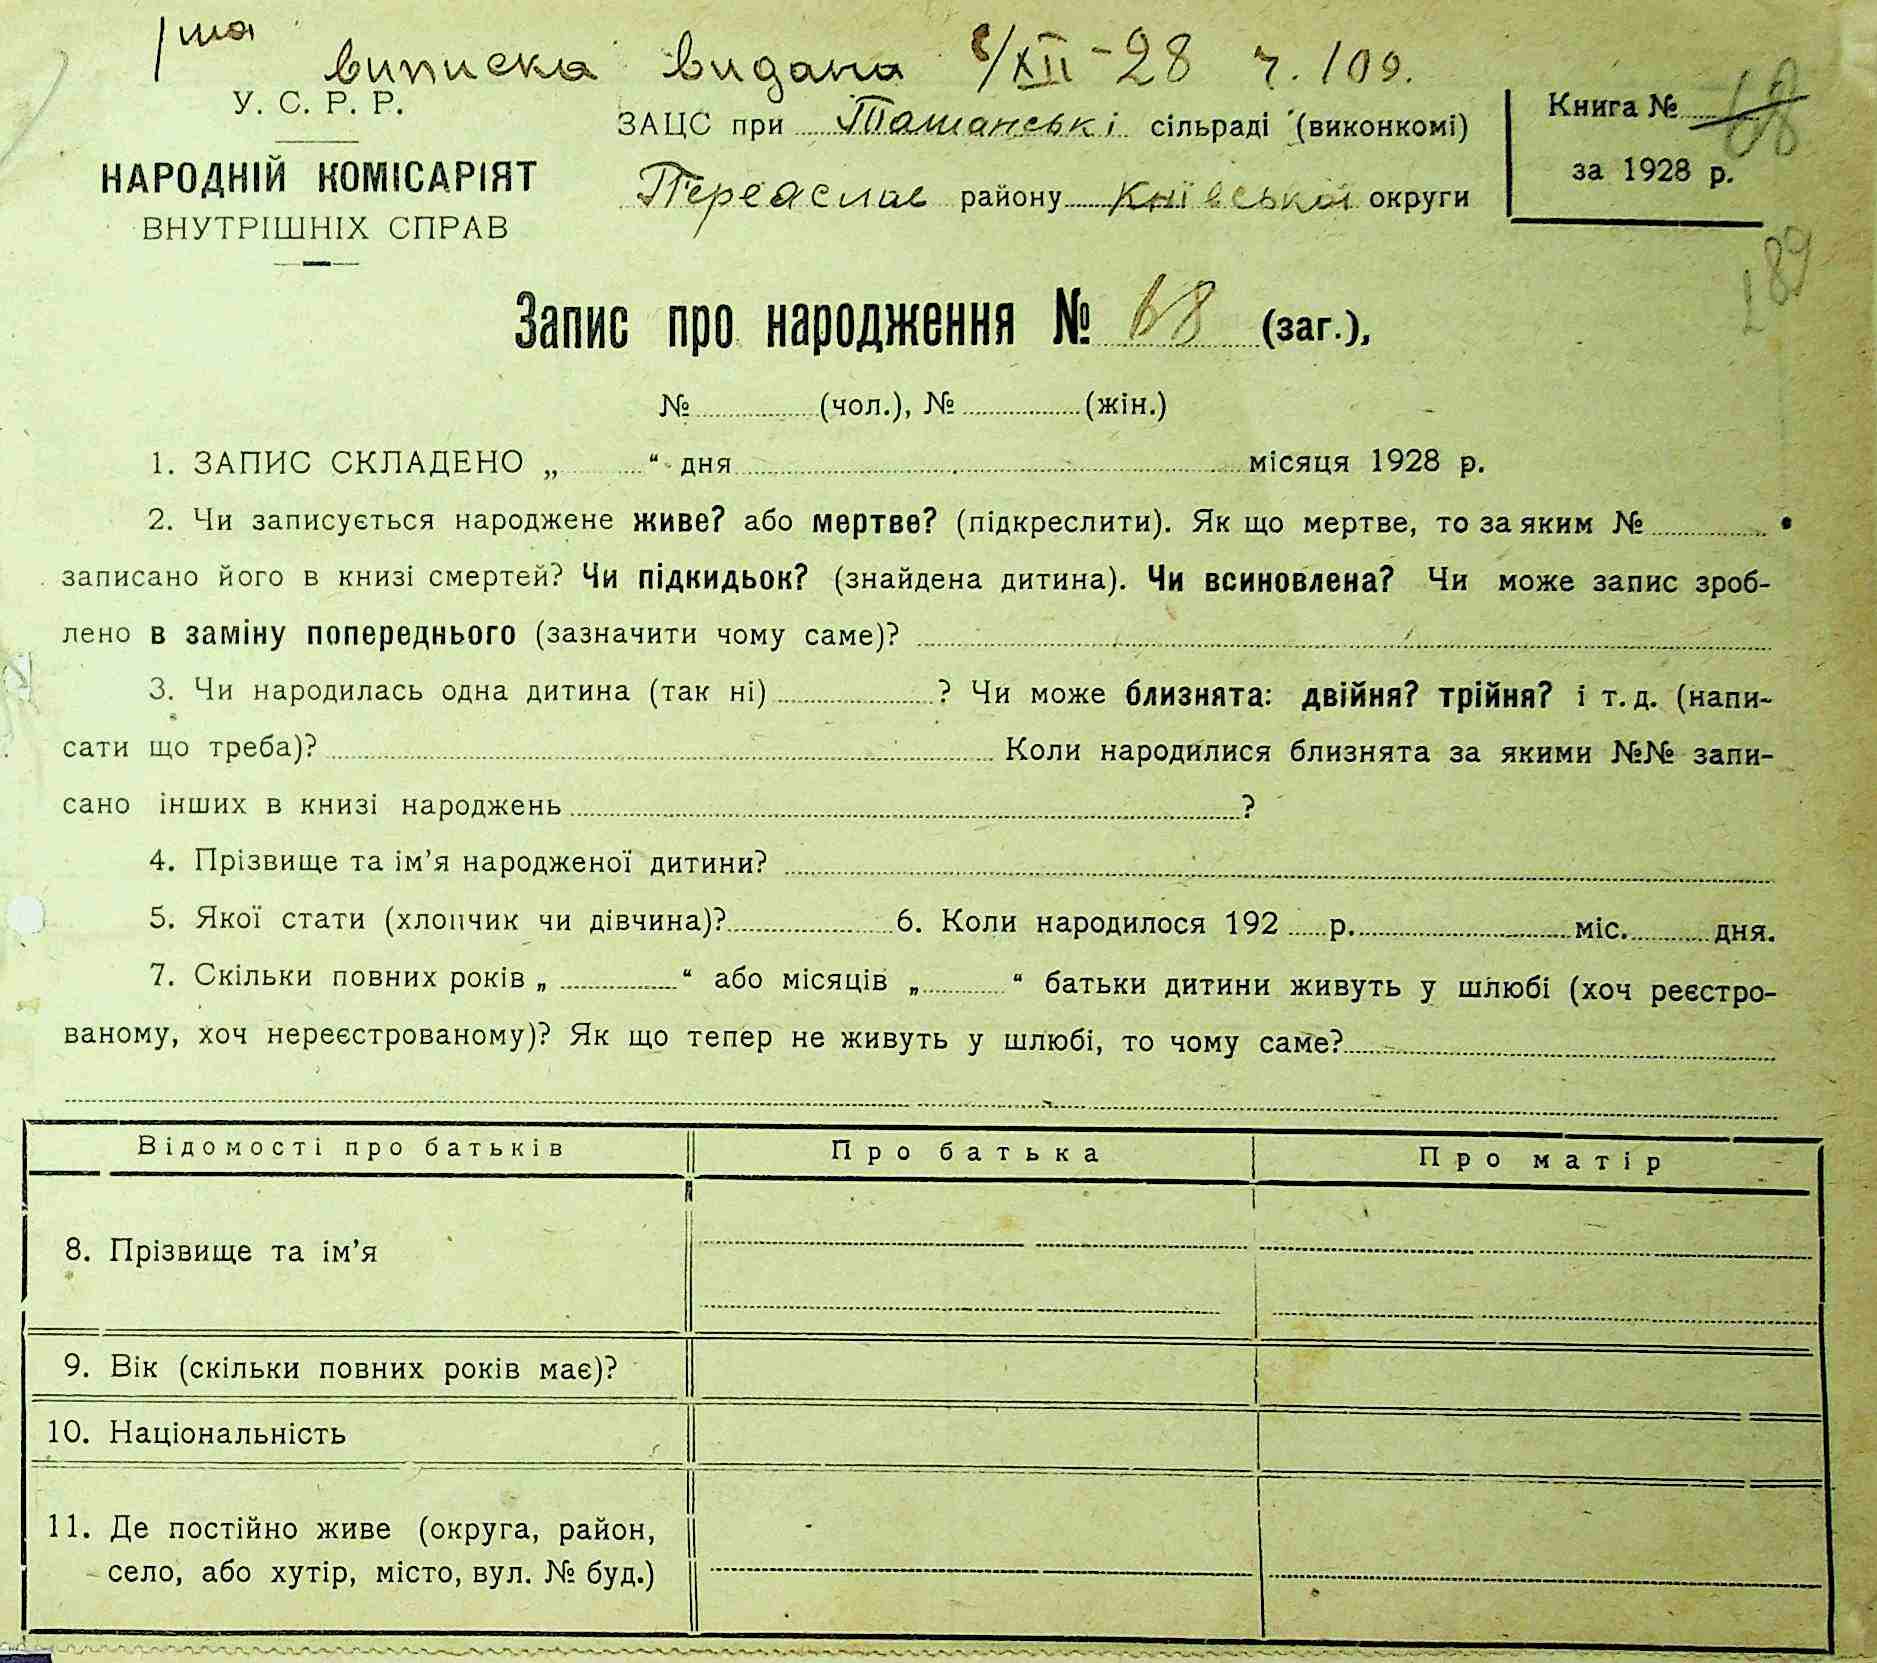 1ша виписка видана 8/XII-28 ч. 109.
У. С. Р. Р.
НАРОДНІЙ КОМІСАРІЯТ
ВНУТРІШНІХ СПРАВ
ЗАЦС при Ташанські сільраді (виконкомі)
Переяслав району Київської округи
Книга № 68
за 1928 р.
189
Запис про народження № 68 (заг.),
№ (чол.), № (жін.)
1. ЗАПИС СКЛАДЕНО „ “ дня місяця 1928 р.
2. Чи записується народжене живе? або мертве? (підкреслити). Як що мертве, то за яким №
записано його в книзі смертей? Чи підкидьок? (знайдена дитина). Чи всиновлена? Чи може запис зроб-
лено в заміну попереднього (зазначити чому саме)?
3. Чи народилась одна дитина (так ні) ? Чи може близнята: двійня? трійня? і т. д. (напи-
сати що треба)? Коли народилися близнята за якими №№ запи-
сано інших в книзі народжень ?
4. Прізвище та ім’я народженої дитини?
5. Якої стати (хлопчик чи дівчина)? 6. Коли народилося 192 р. міс. дня.
7. Скільки повних років „ “ або місяців „ “ батьки дитини живуть у шлюбі (хоч реєстро-
ваному, хоч нереєстрованому)? Як що тепер не живуть у шлюбі, то чому саме?
Відомості про батьків Про батька Про матір
8. Прізвище та ім’я
9. Вік (скільки повних років має)?
10. Національність
11. Де постійно живе (округа, район,
село, або хутір, місто, вул. № буд.)